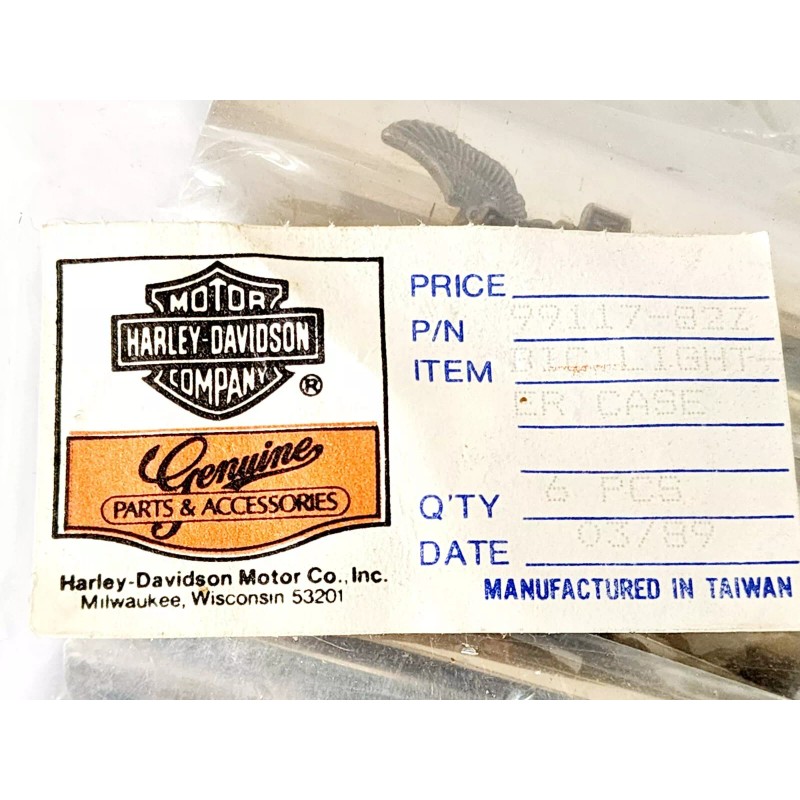 MOTOR
HARLEY-DAVIDSON
COMPANY
®
Genuine
PARTS & ACCESSORIES
Harley-Davidson Motor Co., Inc.
Milwaukee, Wisconsin 53201
PRICE
P/N 99117-82Z
ITEM BIC LIGHT-
ER CASE
Q'TY 6 PCS
DATE 03/89
MANUFACTURED IN TAIWAN